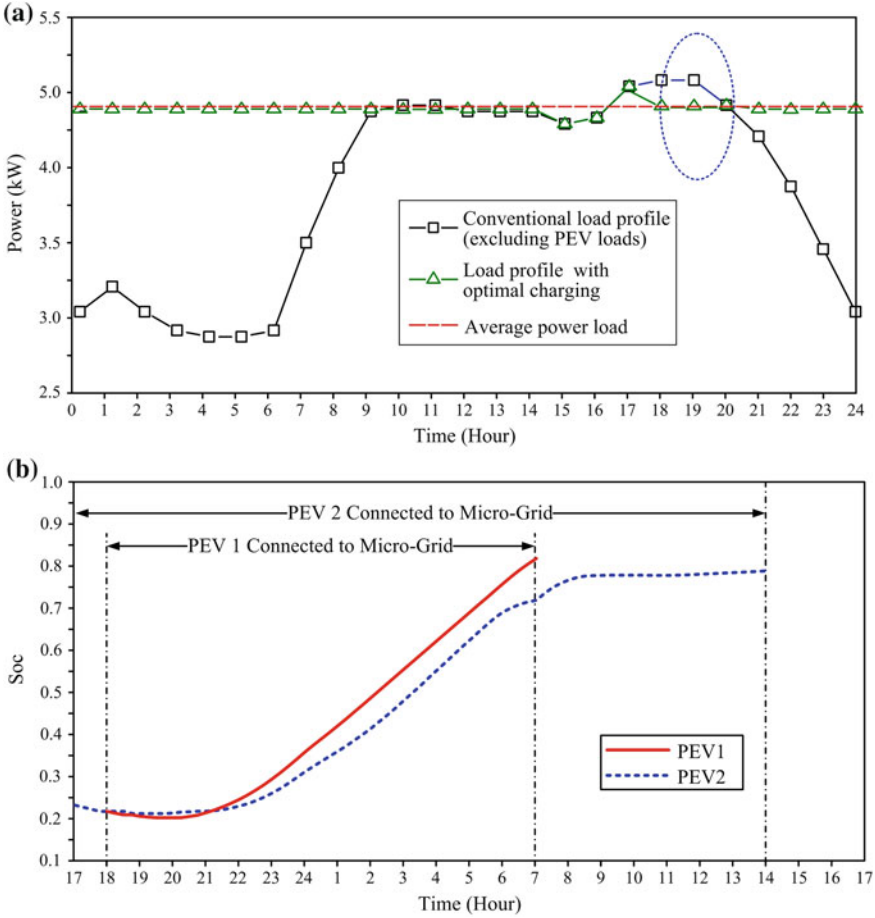 (a)
5.5
5.0
4.0
3.5
3.0
2.5
Power (kW)
Conventional load profile
(excluding PEV loads)
Load profile with
optimal charging
Average power load
0 1 2 3 4 5 6 7 8 9 10 11 12 13 14 15 16 17 18 19 20 21 22 23 24
Time (Hour)
(b)
1.0
0.9
0.8
0.7
0.6
0.5
0.4
0.3
0.2
0.1
Soc
PEV 2 Connected to Micro-Grid
PEV 1 Connected to Micro-Grid
PEV1
PEV2
17 18 19 20 21 22 23 24 1 2 3 4 5 6 7 8 9 10 11 12 13 14 15 16 17
Time (Hour)